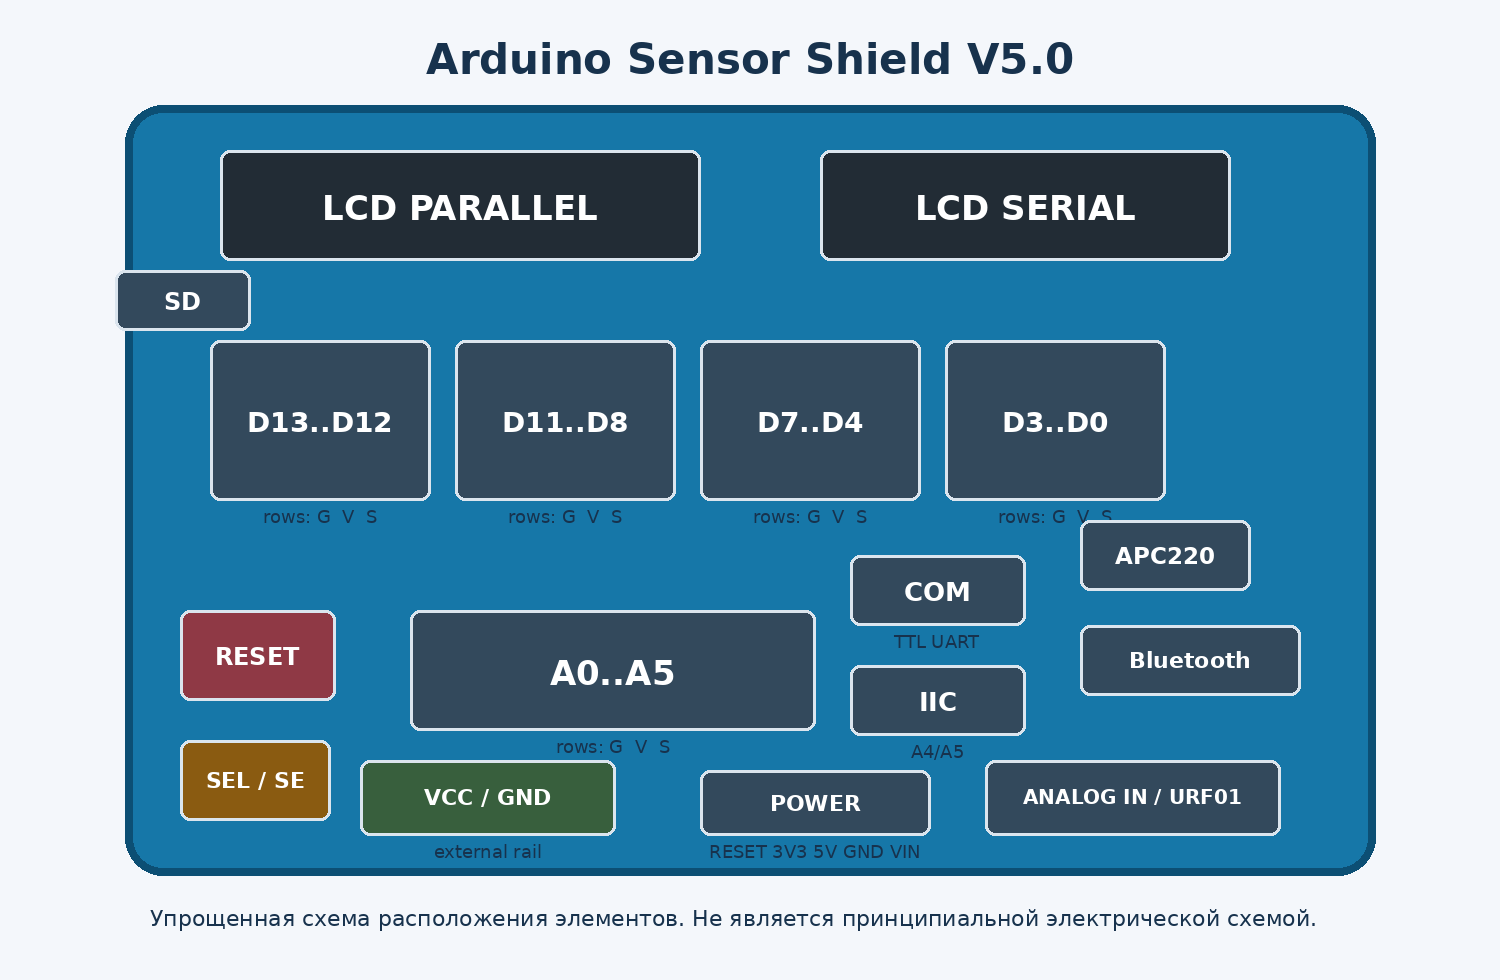 Arduino Sensor Shield V5.0
LCD PARALLEL
LCD SERIAL
SD
D13..D12
D11..D8
D7..D4
D3..D0
rows: G V S
rows: G V S
rows: G V S
rows: G V S
APC220
COM
TTL UART
RESET
A0..A5
Bluetooth
IIC
rows: G V S
A4/A5
SEL / SE
VCC / GND
POWER
ANALOG IN / URF01
external rail
RESET 3V3 5V GND VIN
Упрощенная схема расположения элементов. Не является принципиальной электрической схемой.